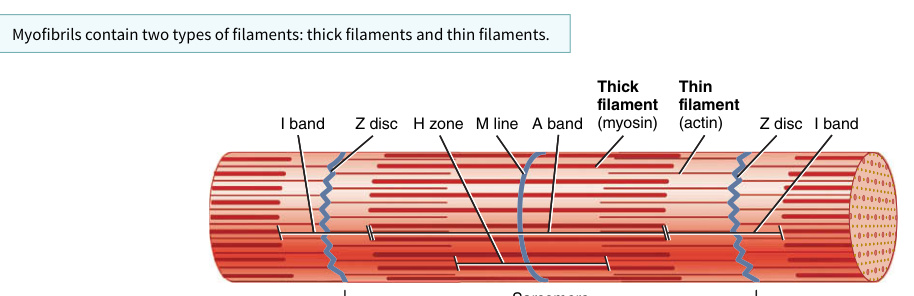 Myofibrils contain two types of filaments: thick filaments and thin filaments.
Thick
filament
(myosin)
Thin
filament
(actin)
I band
Z disc
H zone
M line
A band
Z disc
I band